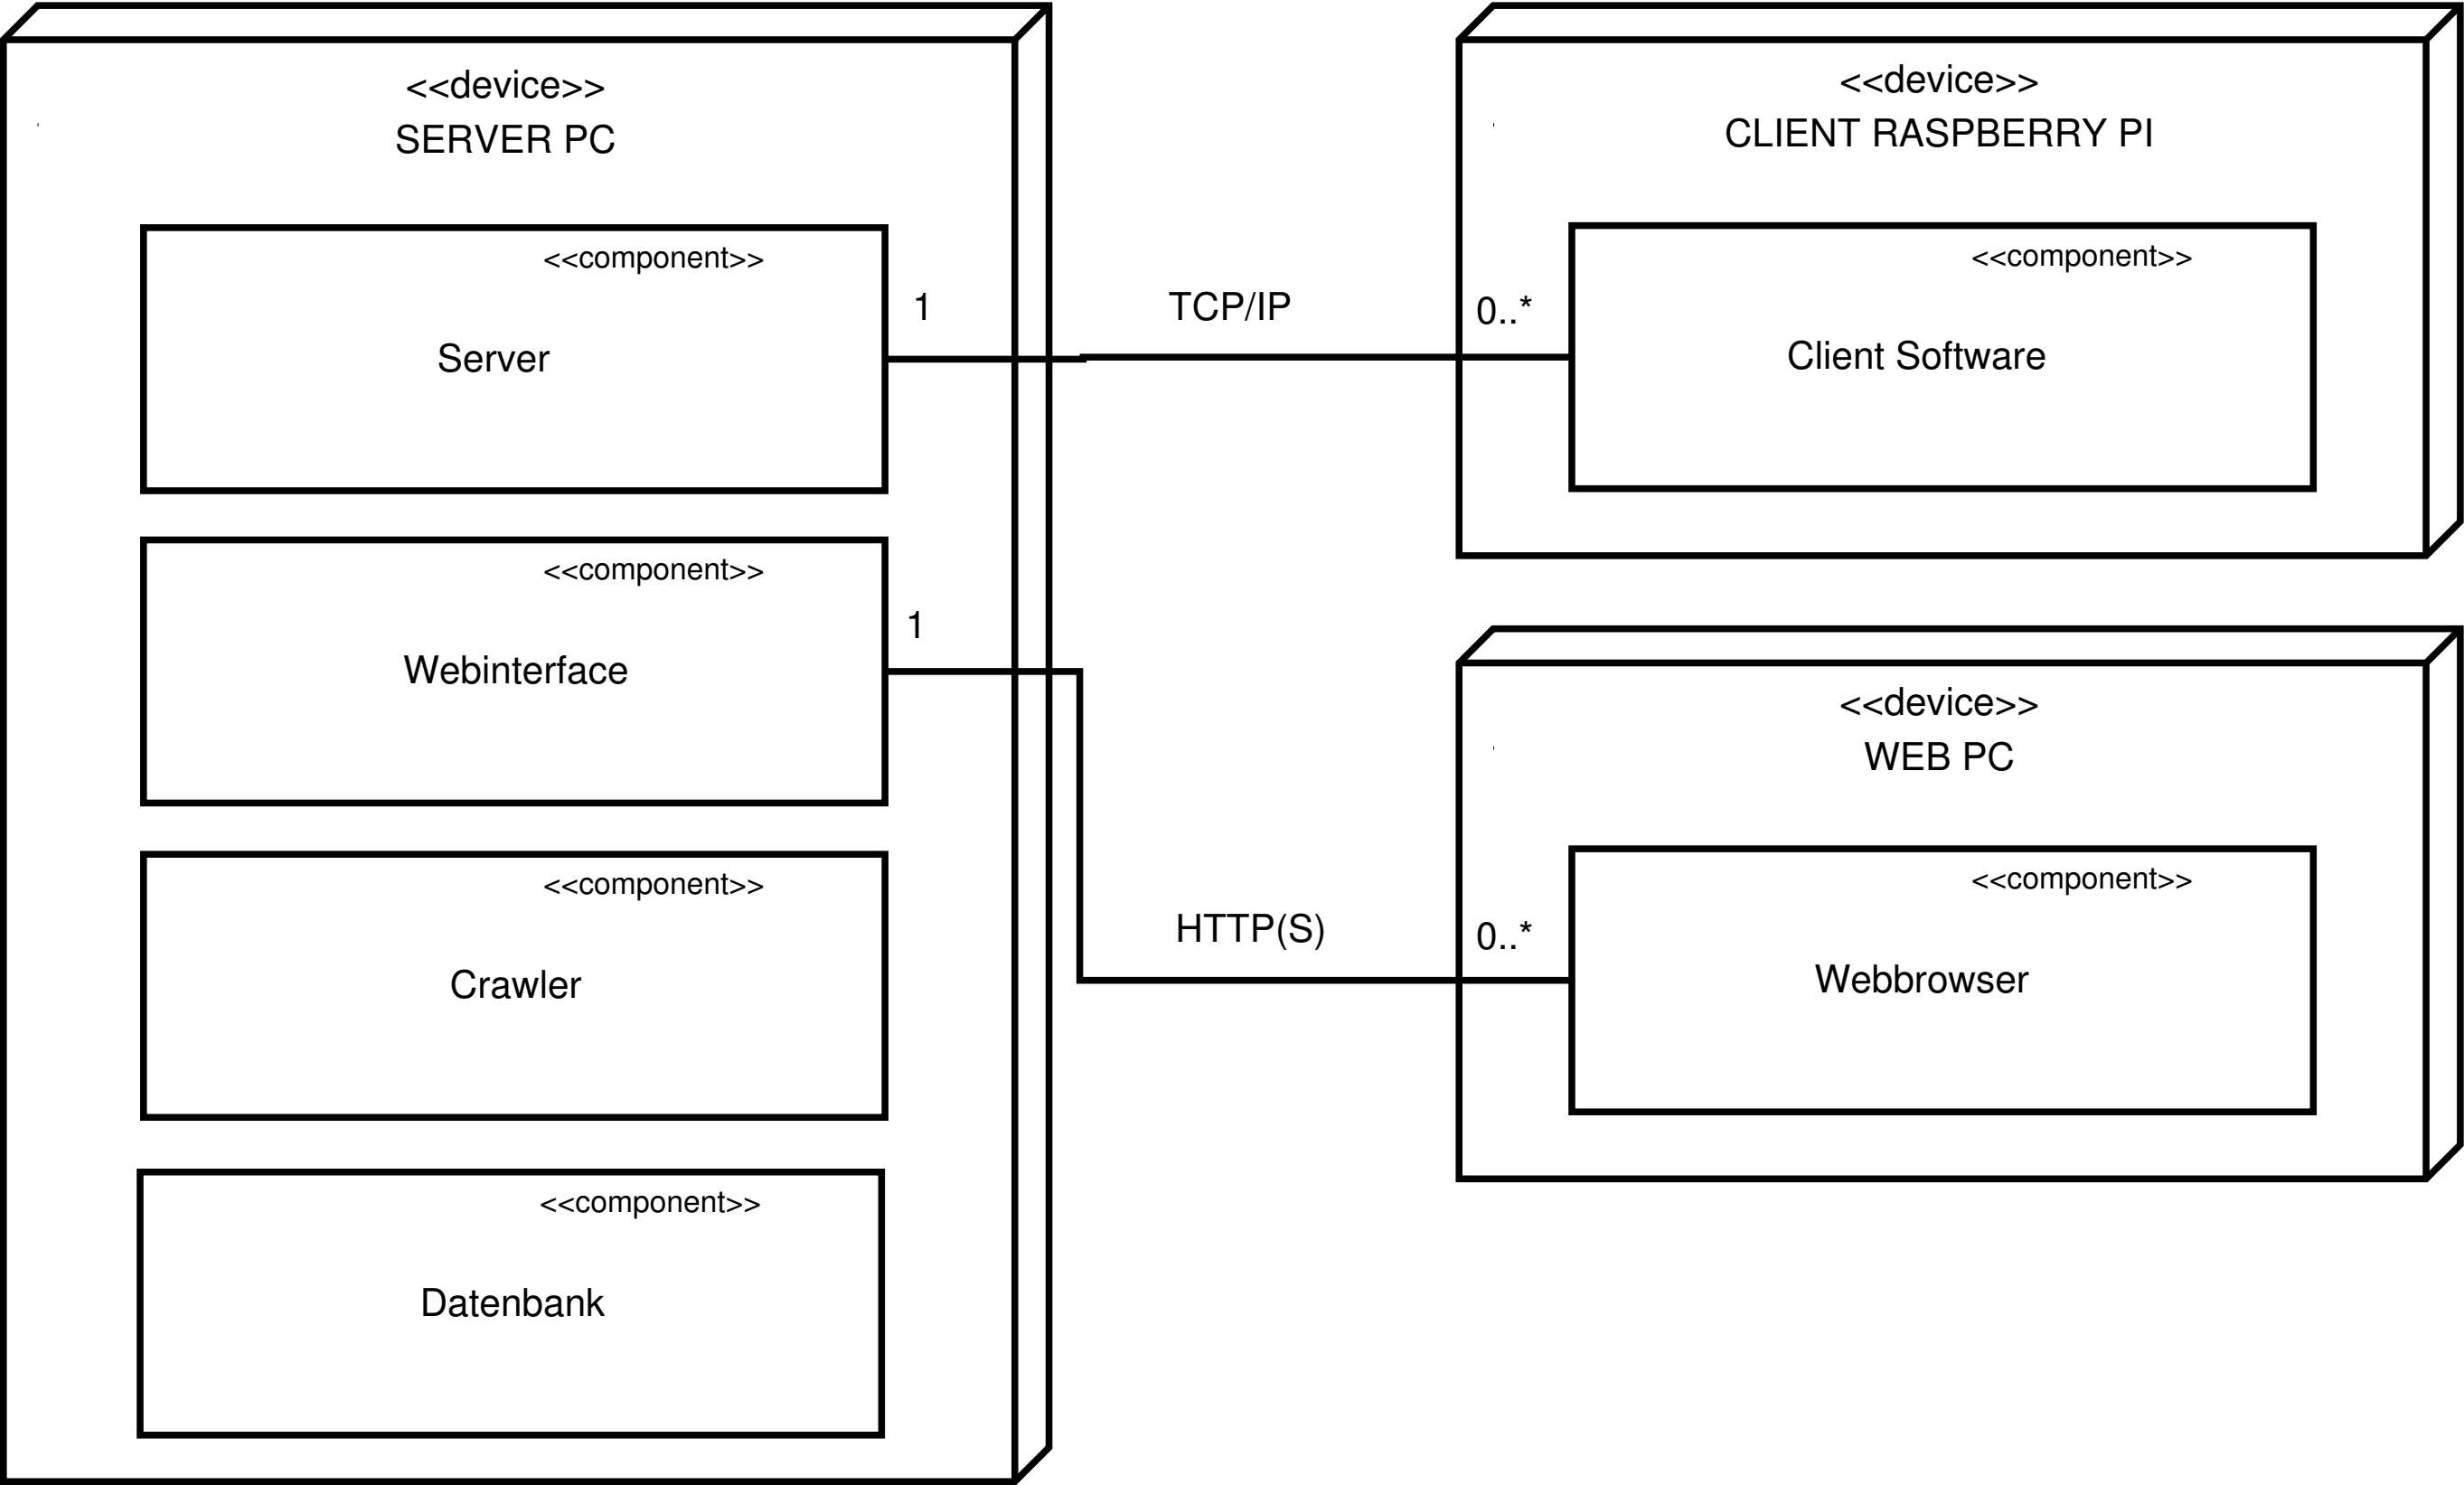 <<device>>
SERVER PC
<<component>>
Server
<<component>>
Webinterface
<<component>>
Crawler
<<component>>
Datenbank
1
TCP/IP
0..*
1
HTTP(S)
0..*
<<device>>
CLIENT RASPBERRY PI
<<component>>
Client Software
<<device>>
WEB PC
<<component>>
Webbrowser